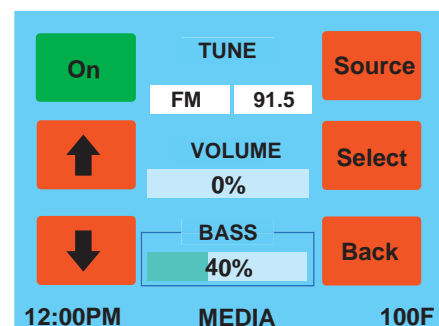 On
TUNE
Source
FM 91.5
VOLUME
Select
0%
BASS
40%
Back
12:00PM MEDIA 100F